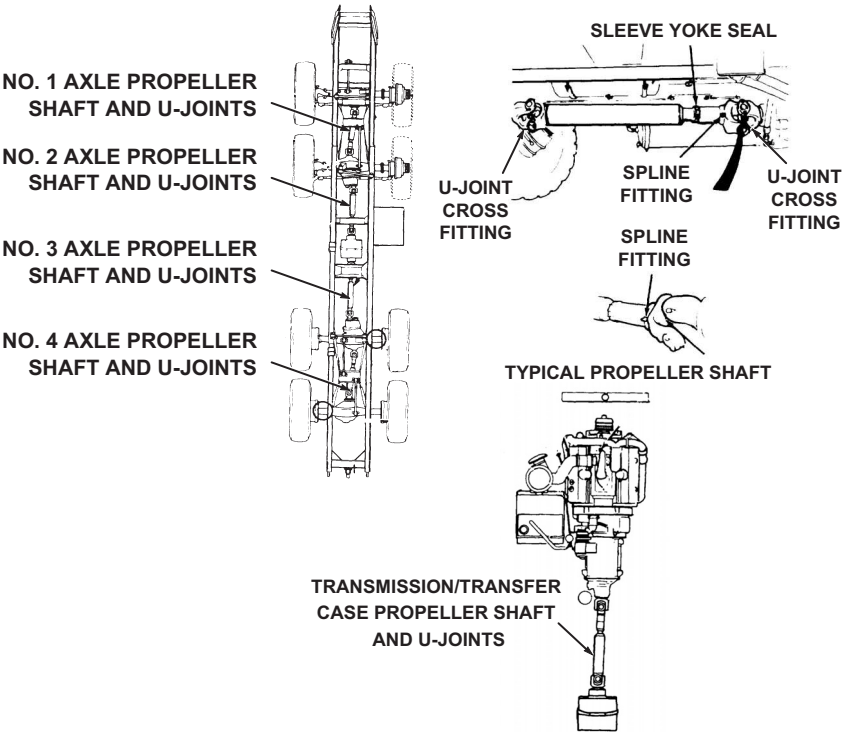 NO. 1 AXLE PROPELLER
SHAFT AND U-JOINTS
NO. 2 AXLE PROPELLER
SHAFT AND U-JOINTS
NO. 3 AXLE PROPELLER
SHAFT AND U-JOINTS
NO. 4 AXLE PROPELLER
SHAFT AND U-JOINTS
SLEEVE YOKE SEAL
U-JOINT
CROSS
FITTING
SPLINE
FITTING
U-JOINT
CROSS
FITTING
SPLINE
FITTING
TYPICAL PROPELLER SHAFT
TRANSMISSION/TRANSFER
CASE PROPELLER SHAFT
AND U-JOINTS